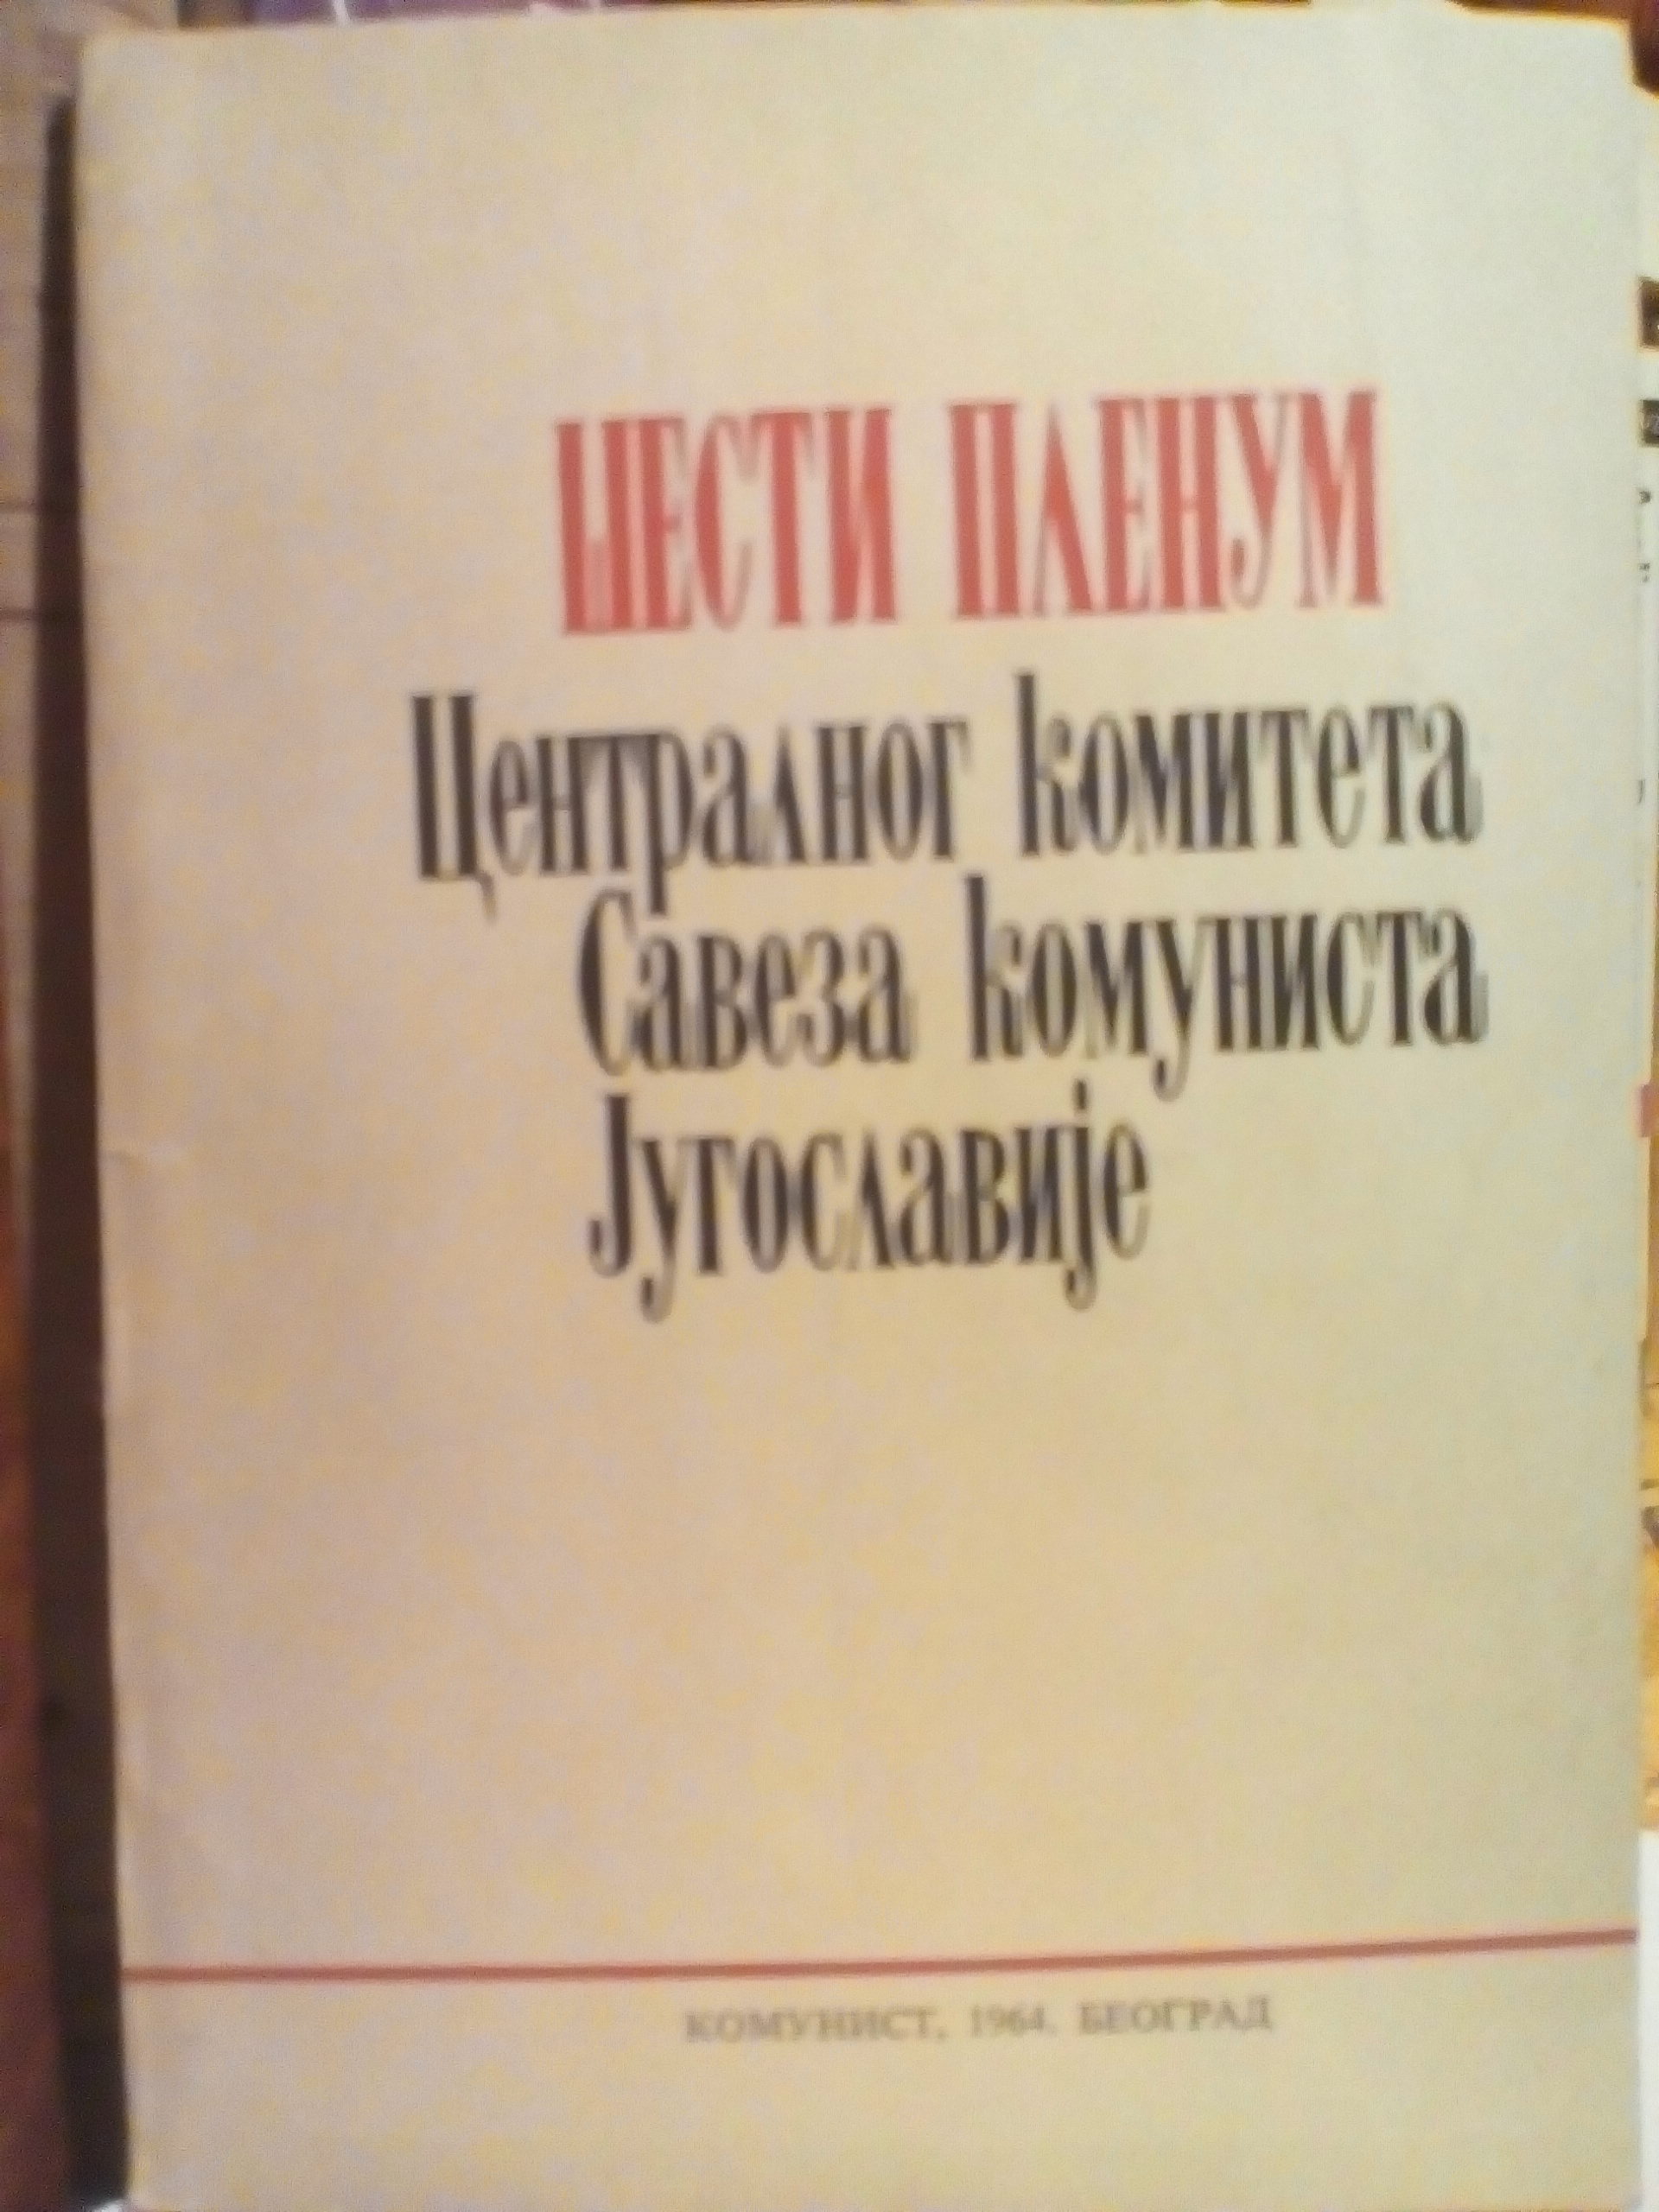 ШЕСТИ ПЛЕНУМ
Централног комитета
Савеза комуниста
Југославије
КОМУНИСТ, 1964. БЕОГРАД